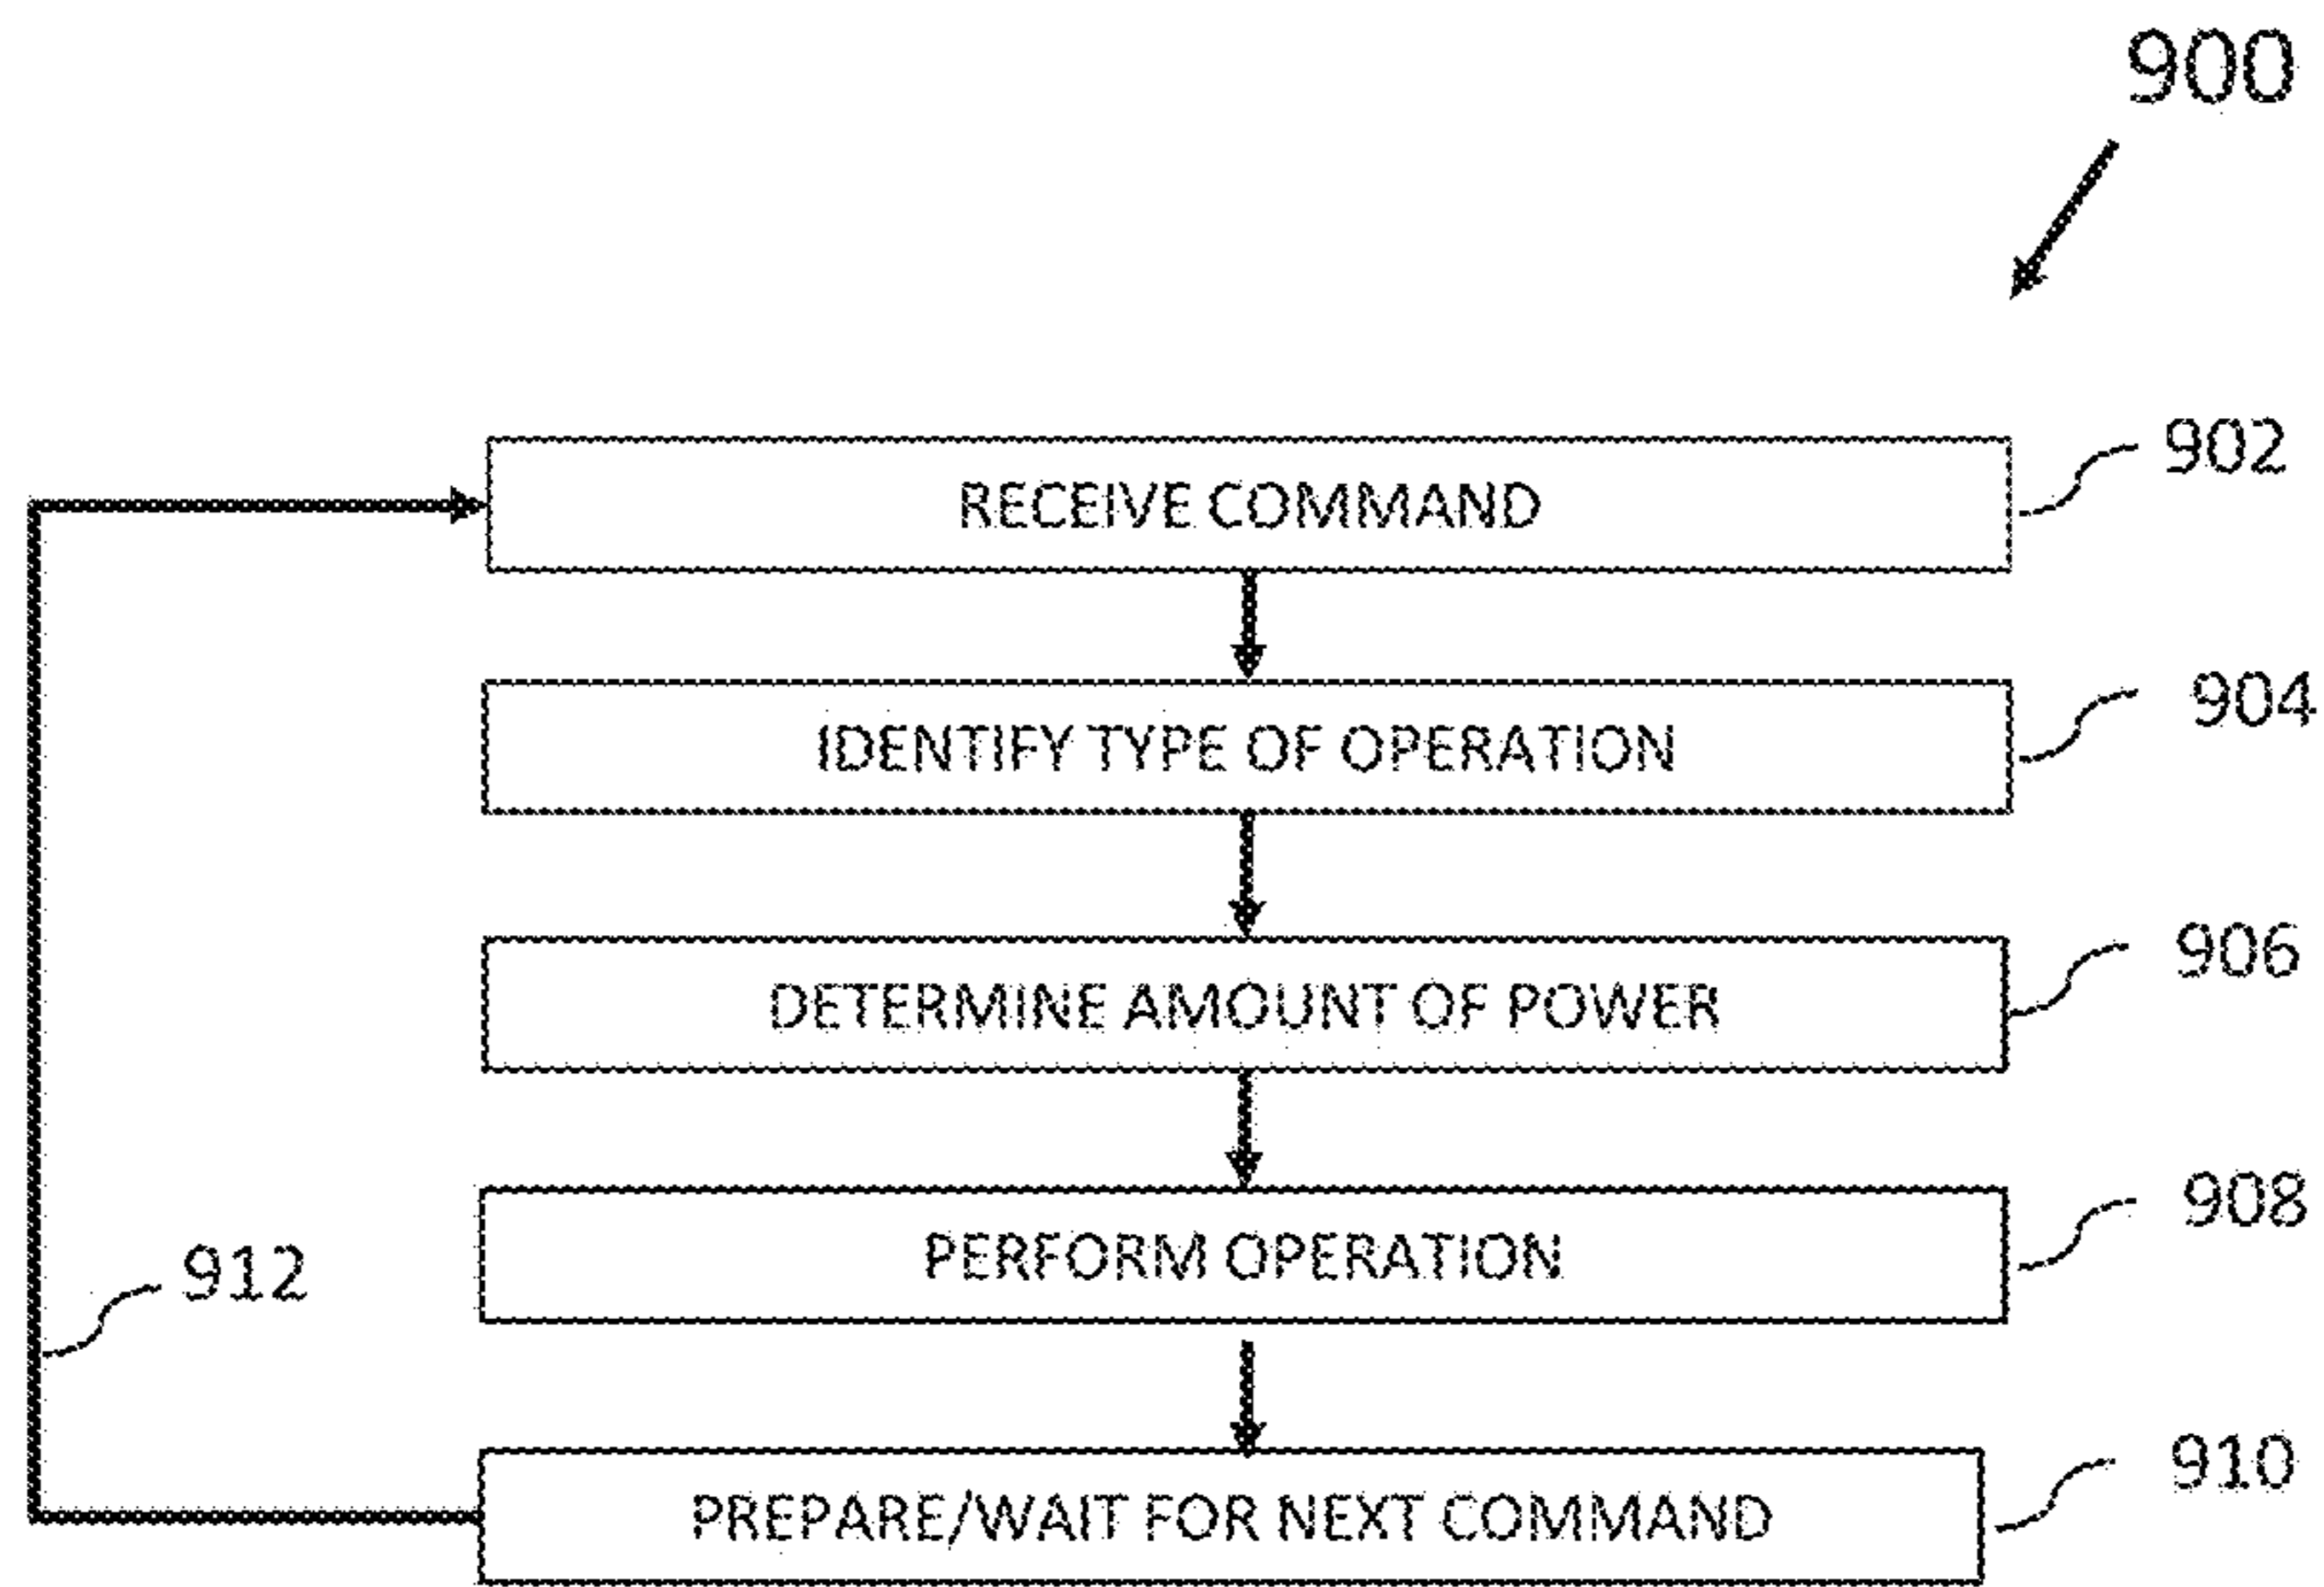 900
RECEIVE COMMAND
902
IDENTIFY TYPE OF OPERATION
904
DETERMINE AMOUNT OF POWER
906
PERFORM OPERATION
908
912
PREPARE/WAIT FOR NEXT COMMAND
910